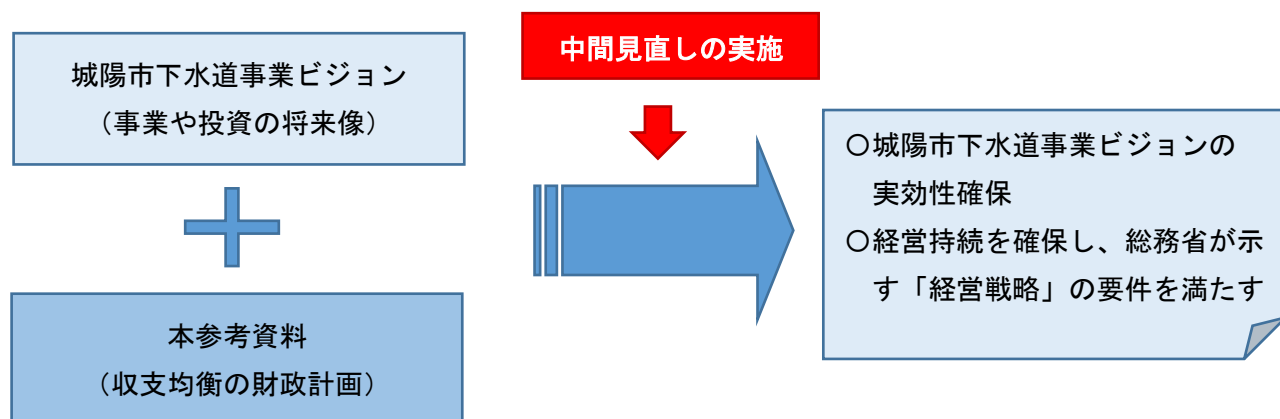 城陽市下水道事業ビジョン
（事業や投資の将来像）
本参考資料
（収支均衡の財政計画）
中間見直しの実施
〇城陽市下水道事業ビジョンの
実効性確保
〇経営持続を確保し、総務省が示
す「経営戦略」の要件を満たす